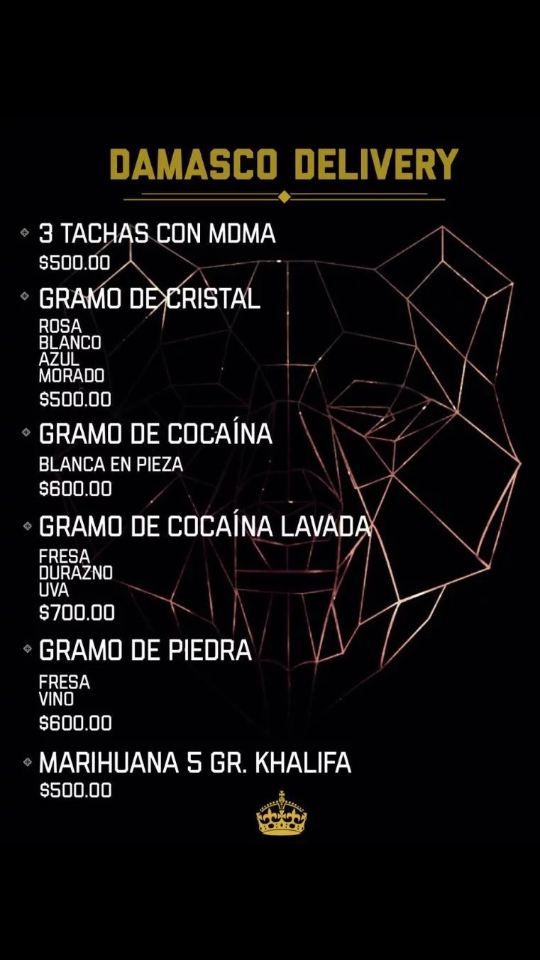 DAMASCO DELIVERY
3 TACHAS CON MDMA
$500.00
GRAMO DE CRISTAL
ROSA
BLANCO
AZUL
MORADO
$500.00
GRAMO DE COCAÍNA
BLANCA EN PIEZA
$600.00
GRAMO DE COCAÍNA LAVADA
FRESA
DURAZNO
UVA
$700.00
GRAMO DE PIEDRA
FRESA
VINO
$600.00
MARIHUANA 5 GR. KHALIFA
$500.00